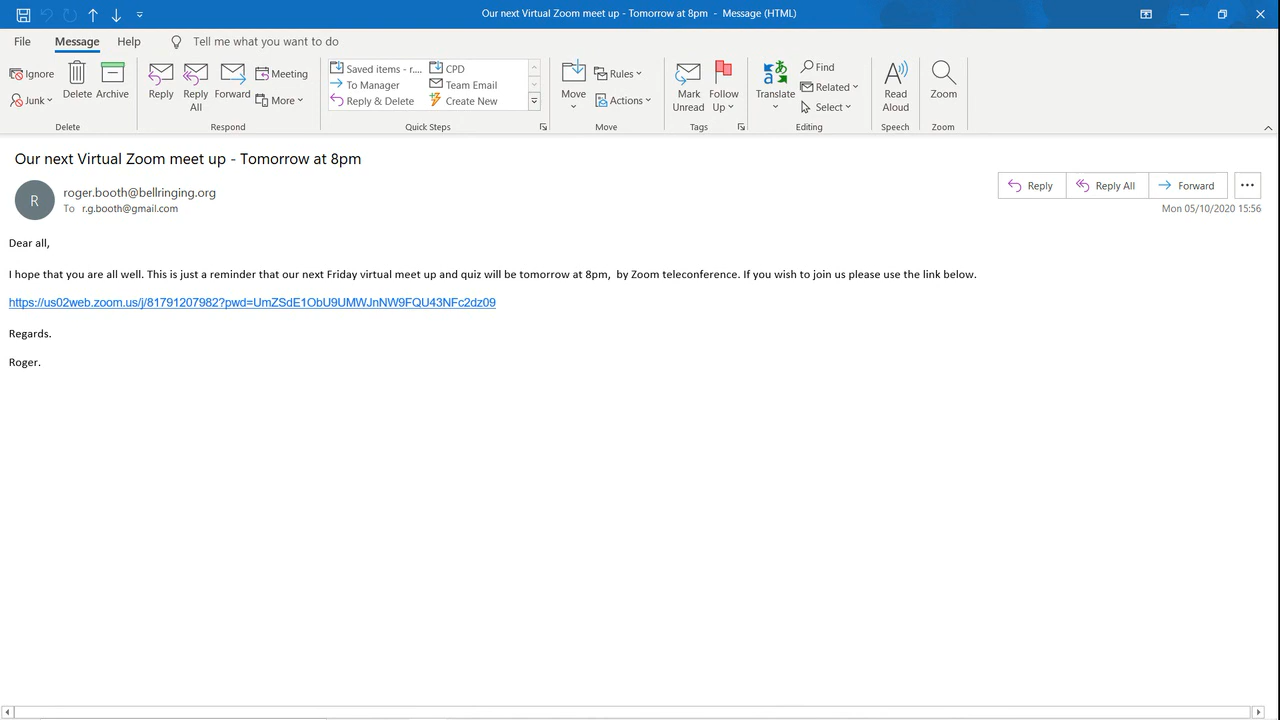 Our next Virtual Zoom meet up - Tomorrow at 8pm - Message (HTML)
File Message Help Tell me what you want to do
Ignore
Junk
Delete
Archive
Delete
Reply
Reply All
Forward
Meeting
More
Respond
Saved items - r....
To Manager
Reply & Delete
CPD
Team Email
Create New
Quick Steps
Move
Rules
Actions
Move
Mark Unread
Follow Up
Tags
Translate
Find
Related
Select
Editing
Read Aloud
Speech
Zoom
Zoom
Our next Virtual Zoom meet up - Tomorrow at 8pm
R
roger.booth@bellringing.org
To r.g.booth@gmail.com
Reply Reply All Forward
Mon 05/10/2020 15:56
Dear all,
I hope that you are all well. This is just a reminder that our next Friday virtual meet up and quiz will be tomorrow at 8pm, by Zoom teleconference. If you wish to join us please use the link below.
https://us02web.zoom.us/j/81791207982?pwd=UmZSdE1ObU9UMWJnNW9FQU43NFc2dz09
Regards.
Roger.